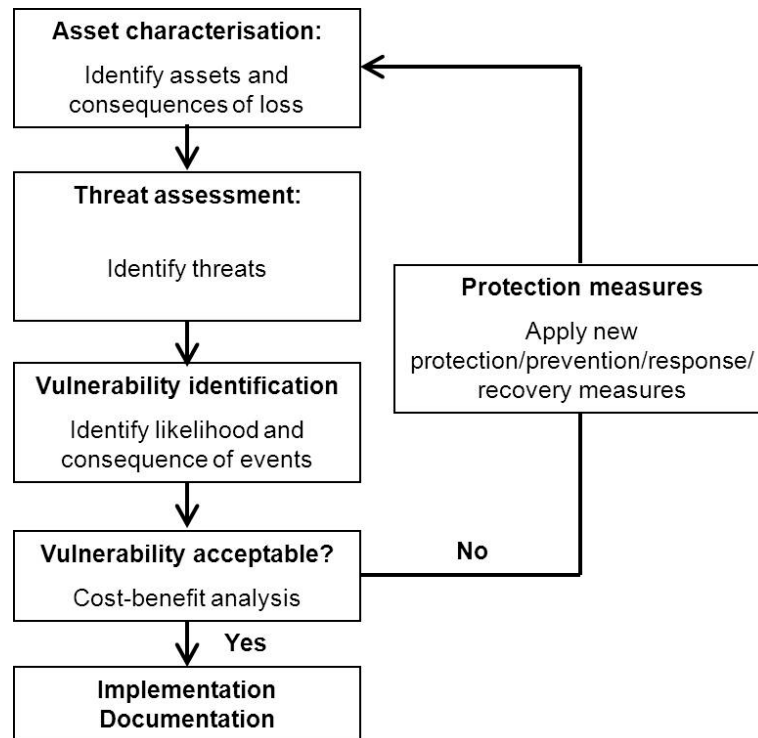 Asset characterisation:
Identify assets and
consequences of loss
Threat assessment:
Identify threats
Vulnerability identification
Identify likelihood and
consequence of events
Vulnerability acceptable?
Cost-benefit analysis
No
Yes
Implementation
Documentation
Protection measures
Apply new
protection/prevention/response/
recovery measures